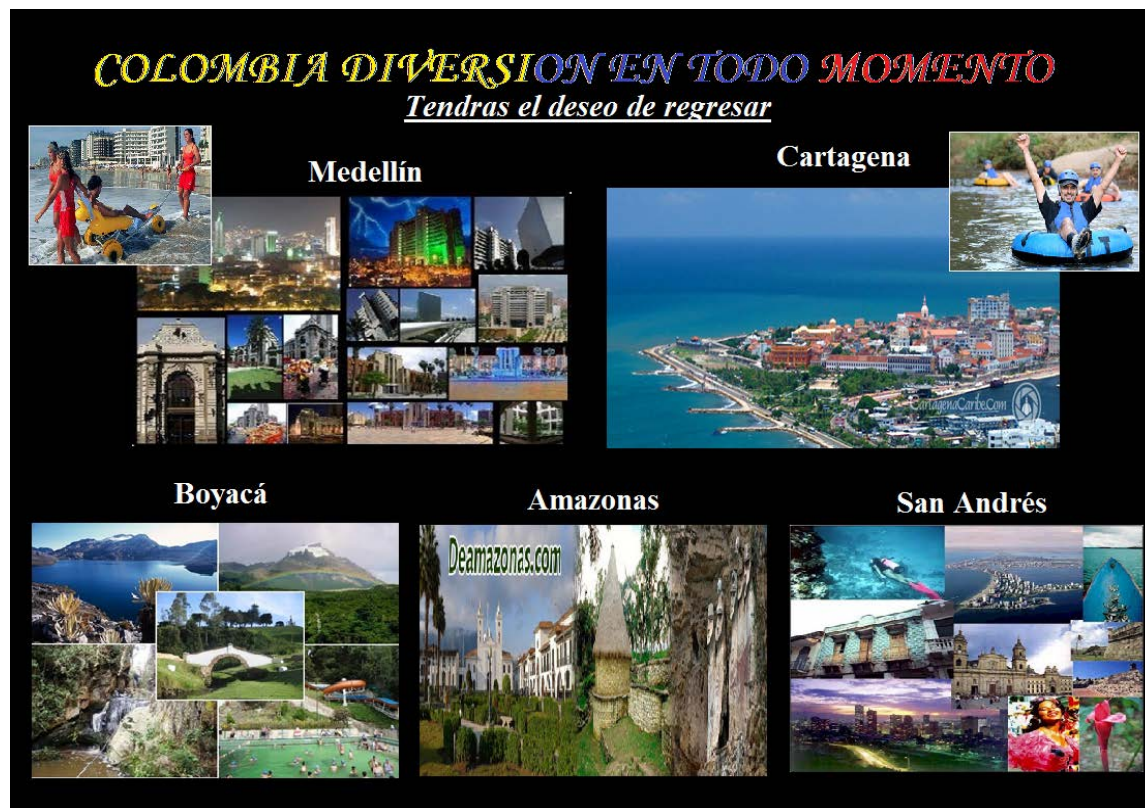 COLOMBIA DIVERSION EN TODO MOMENTO
Tendras el deseo de regresar
Medellín
Cartagena
CartagenaCaribe.Com
Boyacá
Amazonas
San Andrés
Deamazonas.com